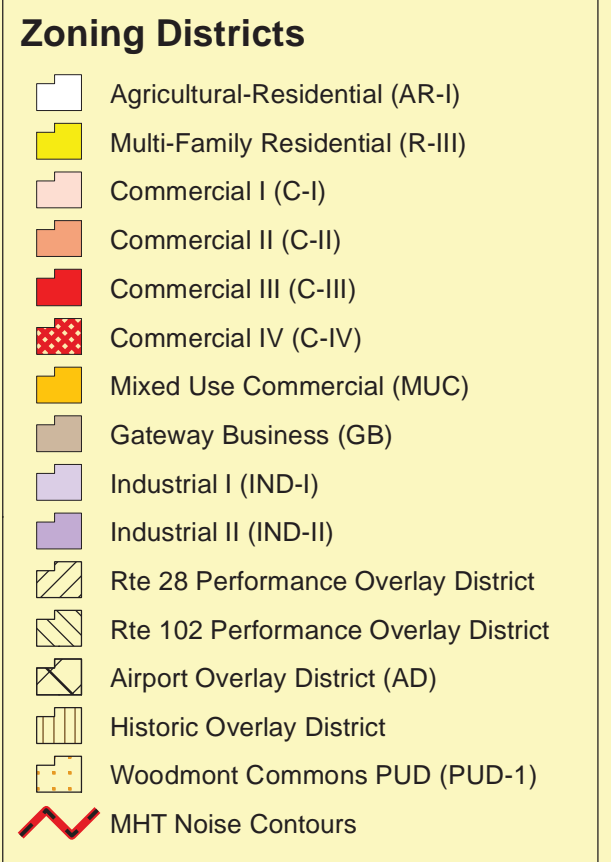 Zoning Districts
Agricultural-Residential (AR-I)
Multi-Family Residential (R-III)
Commercial I (C-I)
Commercial II (C-II)
Commercial III (C-III)
Commercial IV (C-IV)
Mixed Use Commercial (MUC)
Gateway Business (GB)
Industrial I (IND-I)
Industrial II (IND-II)
Rte 28 Performance Overlay District
Rte 102 Performance Overlay District
Airport Overlay District (AD)
Historic Overlay District
Woodmont Commons PUD (PUD-1)
MHT Noise Contours